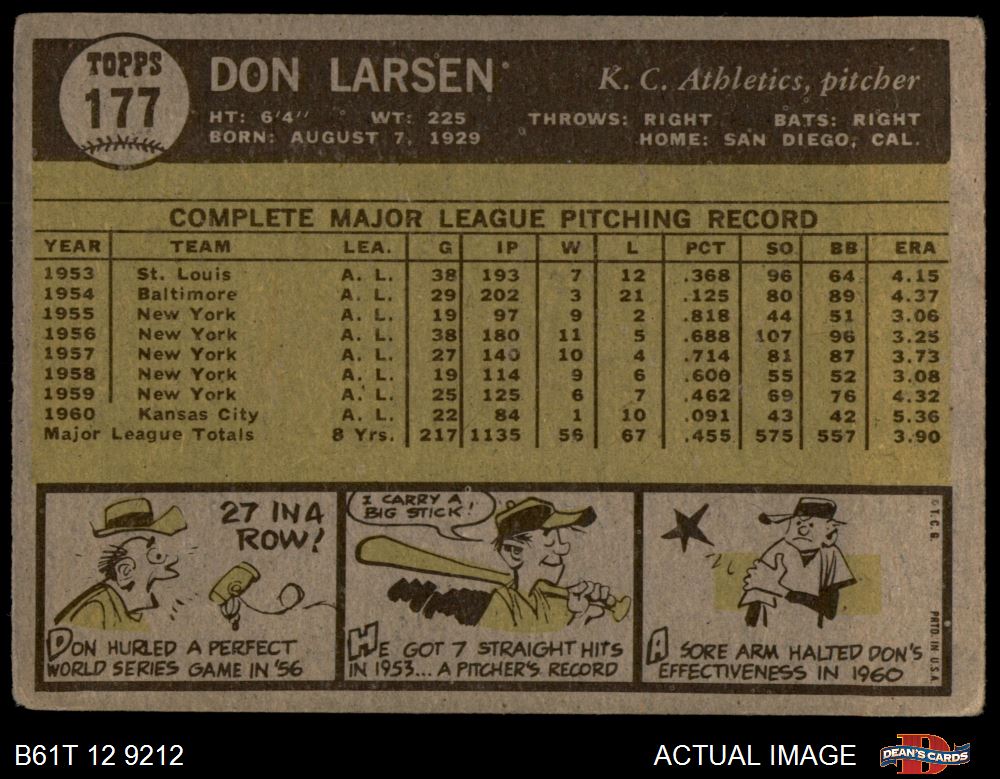 TOPPS
177
DON LARSEN
K. C. Athletics, pitcher
HT: 6'4" WT: 225 THROWS: RIGHT BATS: RIGHT
BORN: AUGUST 7, 1929 HOME: SAN DIEGO, CAL.
COMPLETE MAJOR LEAGUE PITCHING RECORD
YEAR TEAM LEA. G IP W L PCT SO BB ERA
1953 St. Louis A. L. 38 193 7 12 .368 96 64 4.15
1954 Baltimore A. L. 29 202 3 21 .125 80 89 4.37
1955 New York A. L. 19 97 9 2 .818 44 51 3.06
1956 New York A. L. 38 180 11 5 .688 107 96 3.25
1957 New York A. L. 27 140 10 4 .714 81 87 3.73
1958 New York A. L. 19 114 9 6 .600 55 52 3.08
1959 New York A. L. 25 125 6 7 .462 69 76 4.32
1960 Kansas City A. L. 22 84 1 10 .091 43 42 5.36
Major League Totals 8 Yrs. 217 1135 56 67 .455 575 557 3.90
27 IN A
ROW!
DON HURLED A PERFECT
WORLD SERIES GAME IN '56
I CARRY A
BIG STICK!
HE GOT 7 STRAIGHT HITS
IN 1953... A PITCHER'S RECORD
A SORE ARM HALTED DON'S
EFFECTIVENESS IN 1960
© T. C. G. PRTD. IN U.S.A.
B61T 12 9212
ACTUAL IMAGE
DEAN'S CARDS